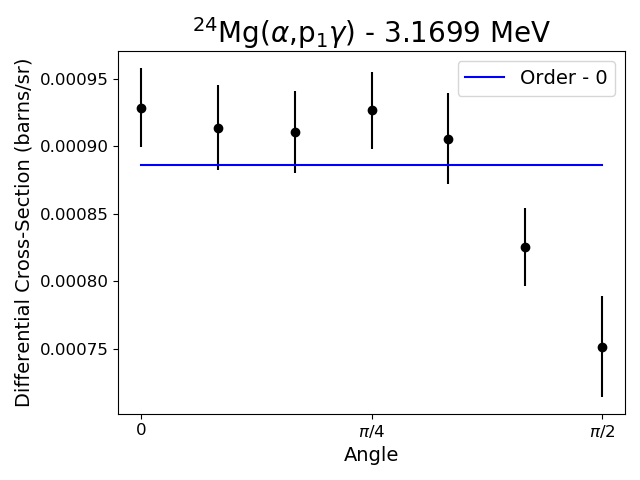 ²⁴Mg(α,p₁γ) - 3.1699 MeV
Order - 0
Differential Cross-Section (barns/sr)
0.00095
0.00090
0.00085
0.00080
0.00075
0
π/4
π/2
Angle